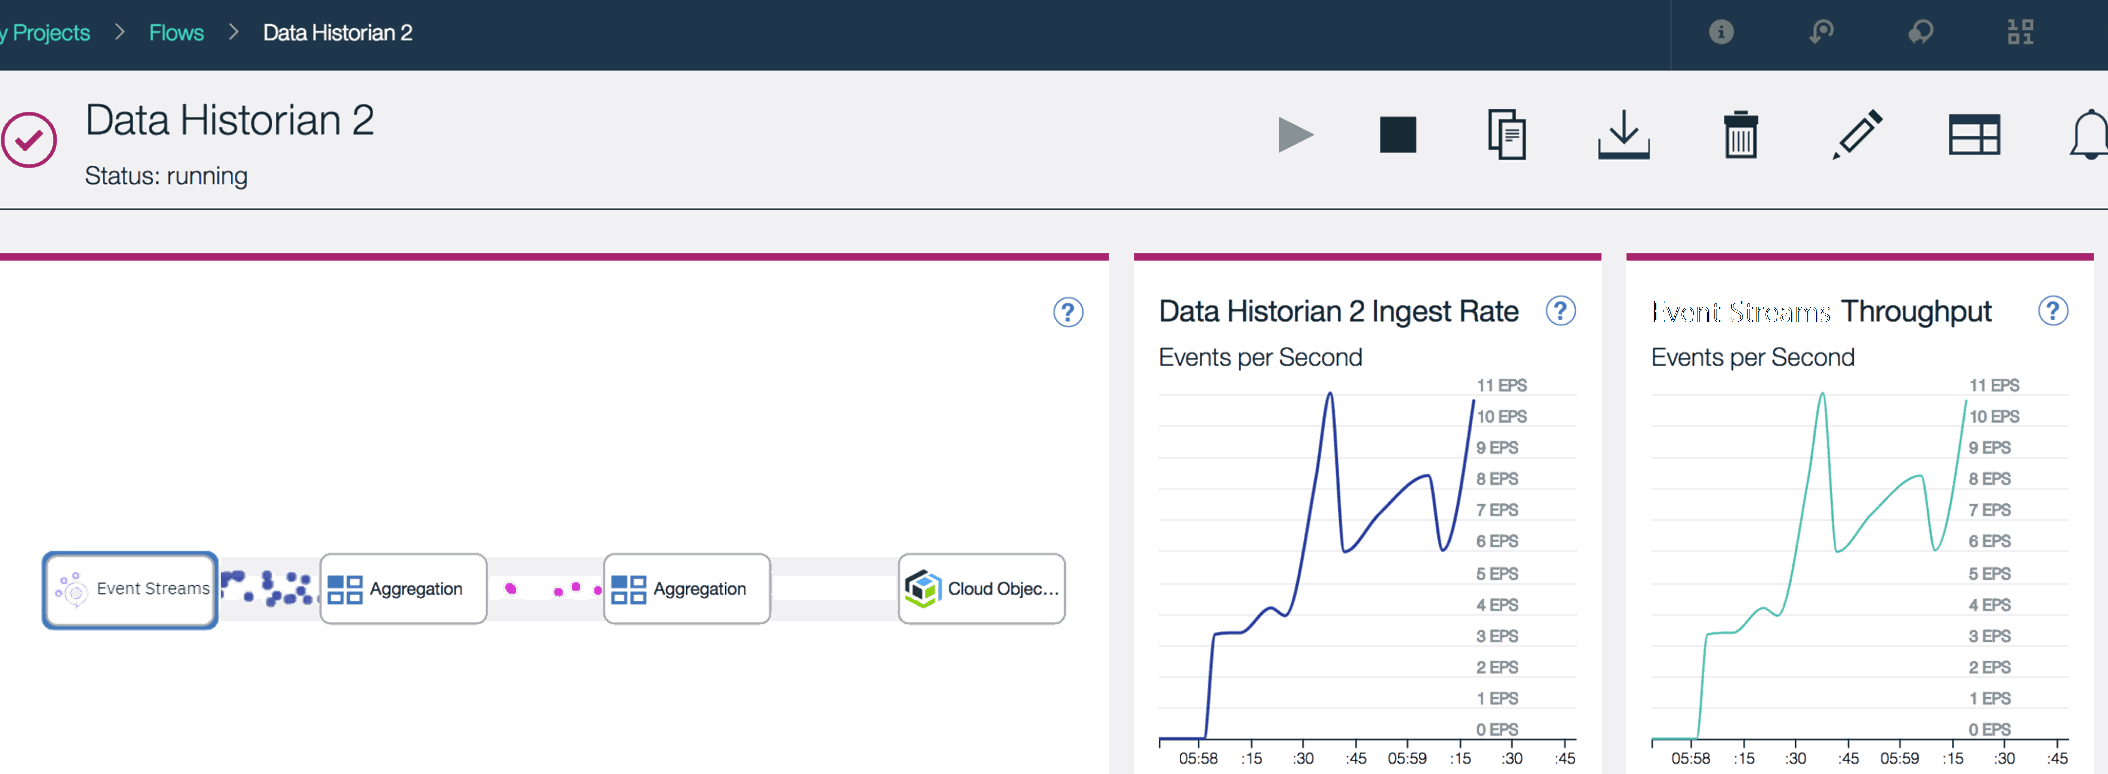 y Projects > Flows > Data Historian 2
Data Historian 2
Status: running
Event Streams
Aggregation
Aggregation
Cloud Objec...
Data Historian 2 Ingest Rate
Events per Second
11 EPS
10 EPS
9 EPS
8 EPS
7 EPS
6 EPS
5 EPS
4 EPS
3 EPS
2 EPS
1 EPS
0 EPS
05:58 :15 :30 :45 05:59 :15 :30 :45
Event Streams Throughput
Events per Second
11 EPS
10 EPS
9 EPS
8 EPS
7 EPS
6 EPS
5 EPS
4 EPS
3 EPS
2 EPS
1 EPS
0 EPS
05:58 :15 :30 :45 05:59 :15 :30 :45